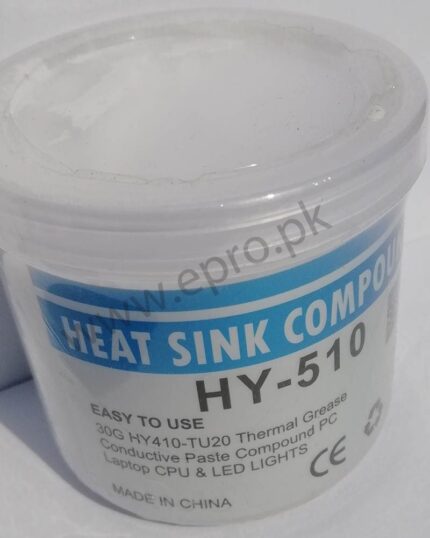 www.epro.pk
HEAT SINK COMPOU
HY-510
EASY TO USE
30G HY410-TU20 Thermal Grease
Conductive Paste Compound PC
Laptop CPU & LED LIGHTS
CE
MADE IN CHINA